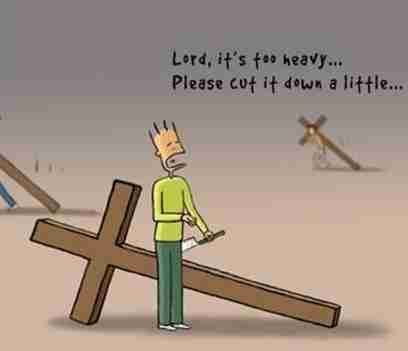 Lord, it's too heavy...
Please cut it down a little...